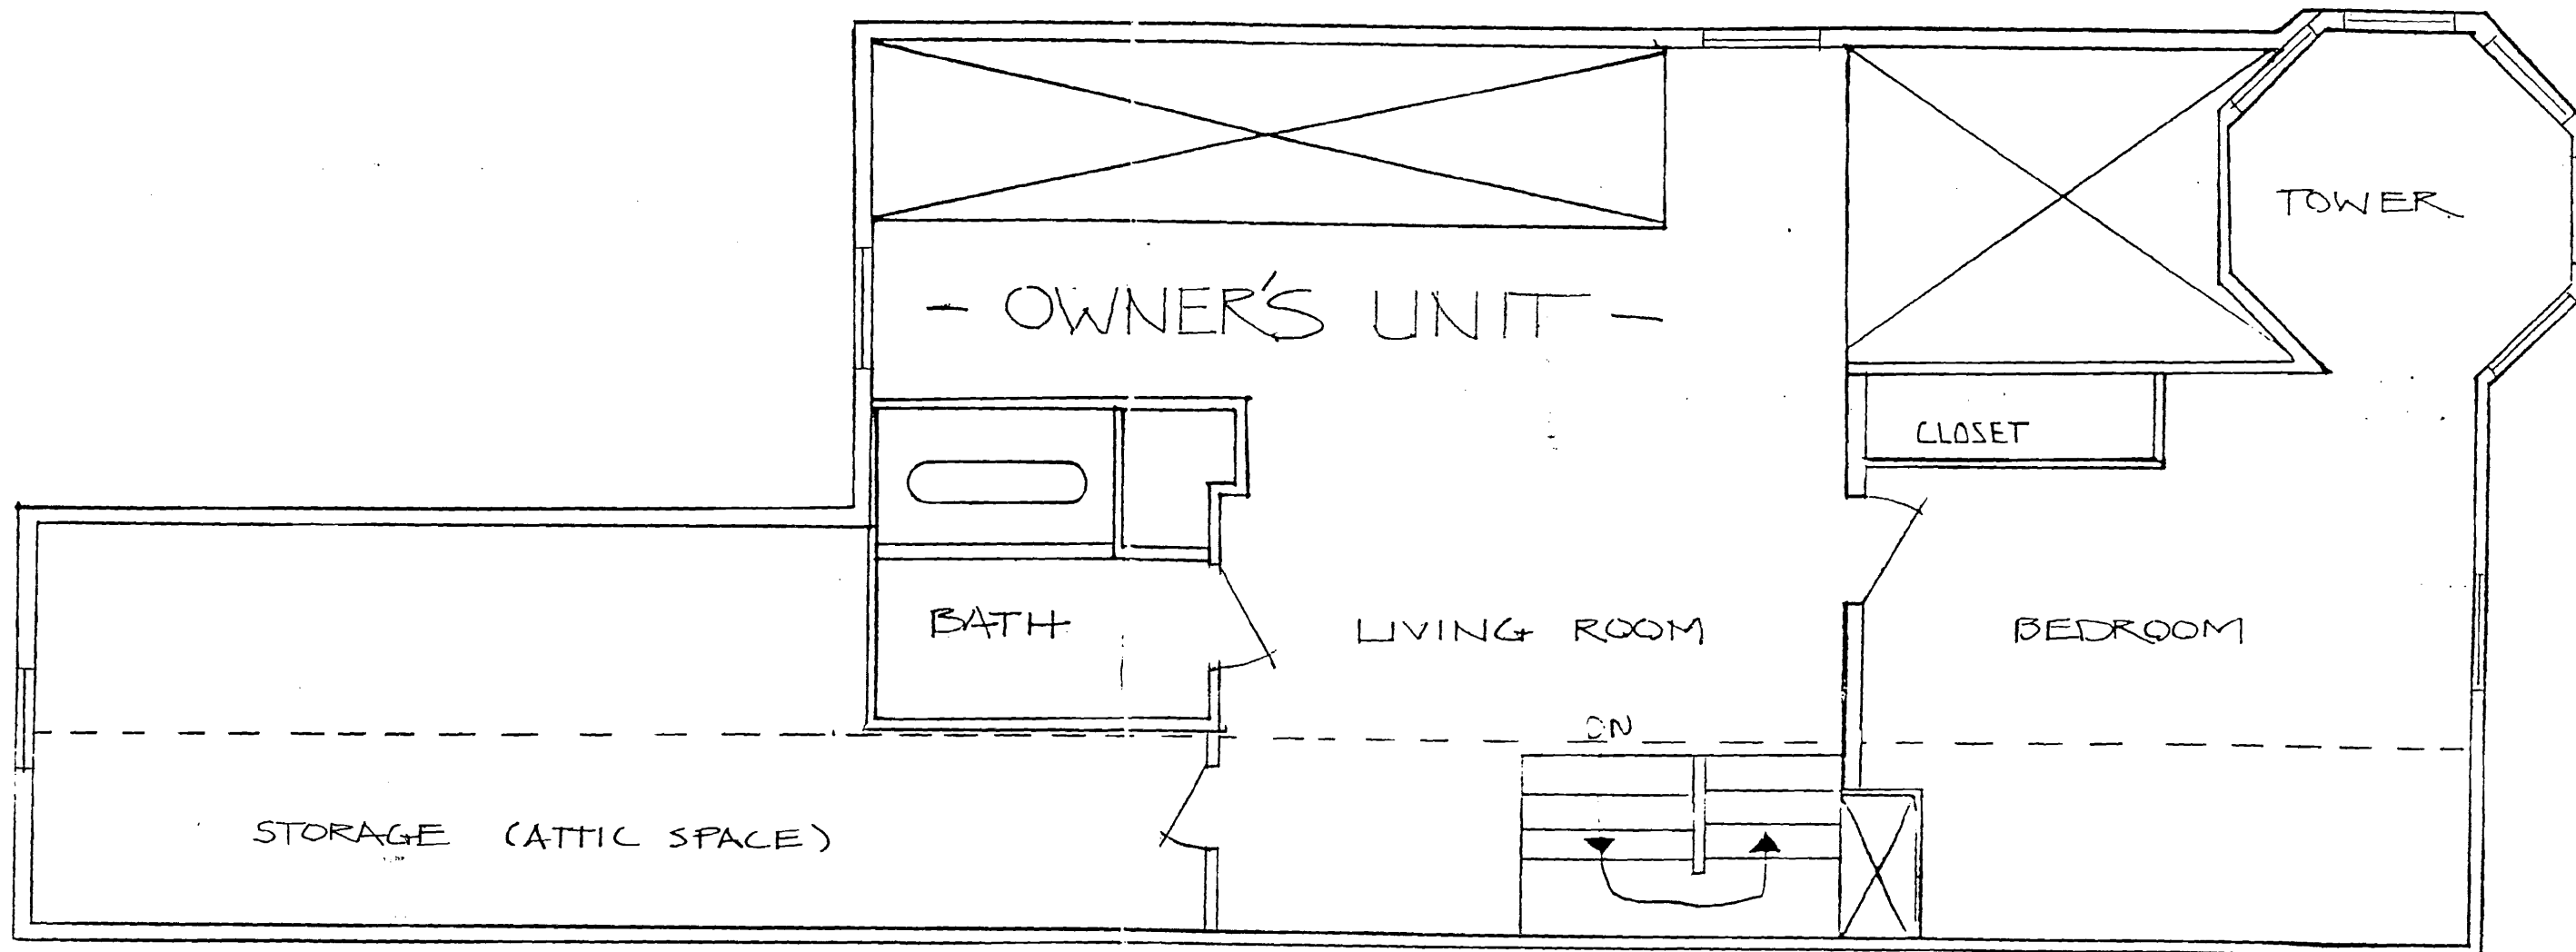 TOWER
- OWNER'S UNIT -
CLOSET
BATH
LIVING ROOM
BEDROOM
DN
STORAGE (ATTIC SPACE)